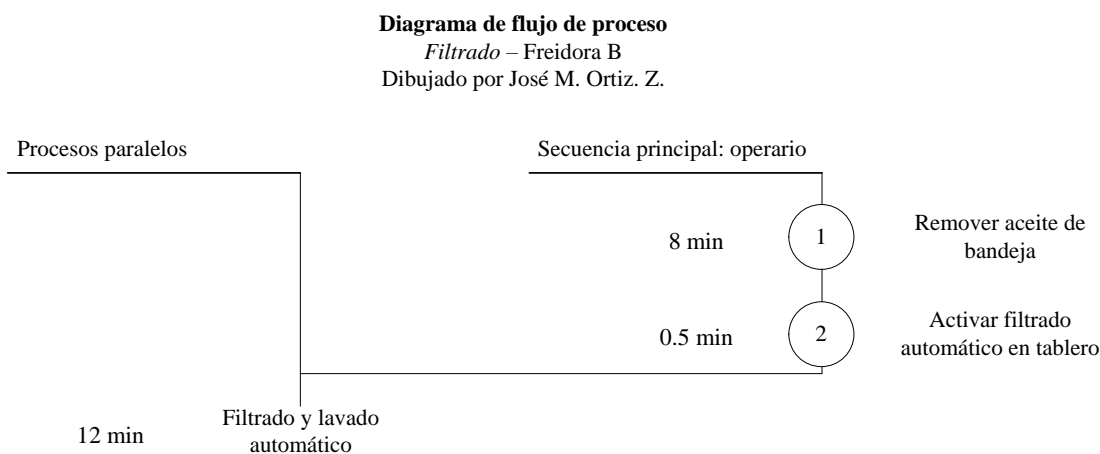 Diagrama de flujo de proceso
Filtrado – Freidora B
Dibujado por José M. Ortiz. Z.
Procesos paralelos
Secuencia principal: operario
8 min
1
Remover aceite de
bandeja
0.5 min
2
Activar filtrado
automático en tablero
12 min
Filtrado y lavado
automático